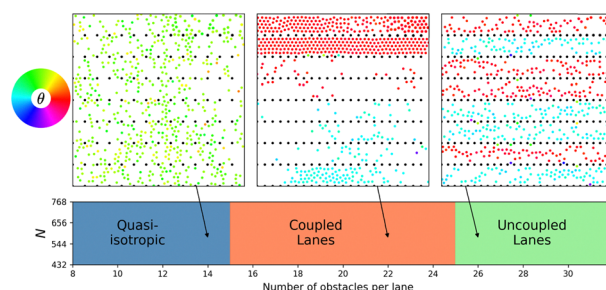 θ
N
768
656
544
432
Quasi-
isotropic
Coupled
Lanes
Uncoupled
Lanes
8 10 12 14 16 18 20 22 24 26 28 30
Number of obstacles per lane